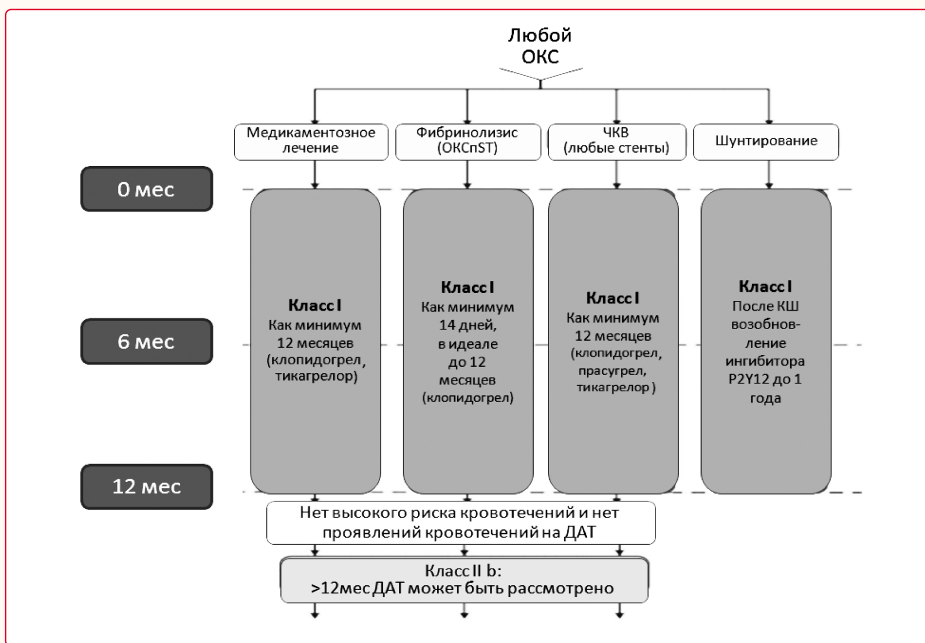 Любой
ОКС
Медикаментозное
лечение
Фибринолизис
(ОКСпST)
ЧКВ
(любые стенты)
Шунтирование
0 мес
6 мес
12 мес
Класс I
Как минимум
12 месяцев
(клопидогрел,
тикагрелор)
Класс I
Как минимум
14 дней,
в идеале
до 12
месяцев
(клопидогрел)
Класс I
Как минимум
12 месяцев
(клопидогрел,
прасугрел,
тикагрелор )
Класс I
После КШ
возобнов-
ление
ингибитора
P2Y12 до 1
года
Нет высокого риска кровотечений и нет
проявлений кровотечений на ДАТ
Класс II b:
>12мес ДАТ может быть рассмотрено